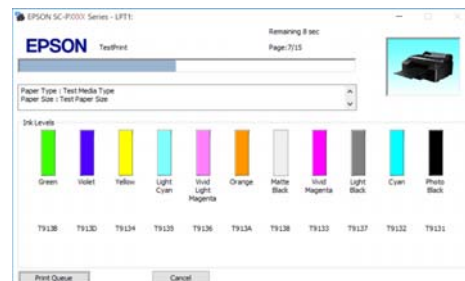 EPSON SC-PXXXX Series - LPT1:
Remaining 8 sec
EPSON TestPrint Page:7/15
Paper Type : Test Media Type
Paper Size : Test Paper Size
Ink Levels
Green Violet Yellow Light Cyan Vivid Light Magenta Orange Matte Black Vivid Magenta Light Black Cyan Photo Black
T913B T913D T9134 T9135 T9136 T913A T9138 T9133 T9137 T9132 T9131
Print Queue Cancel